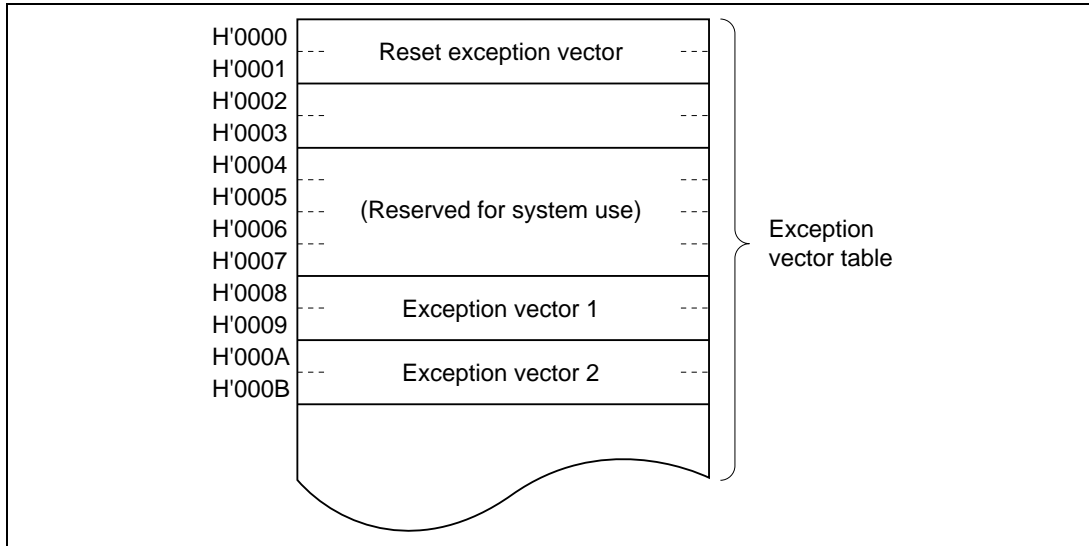 H'0000
Reset exception vector
H'0001
H'0002
H'0003
H'0004
H'0005
(Reserved for system use)
H'0006
H'0007
H'0008
Exception vector 1
H'0009
H'000A
Exception vector 2
H'000B
Exception
vector table